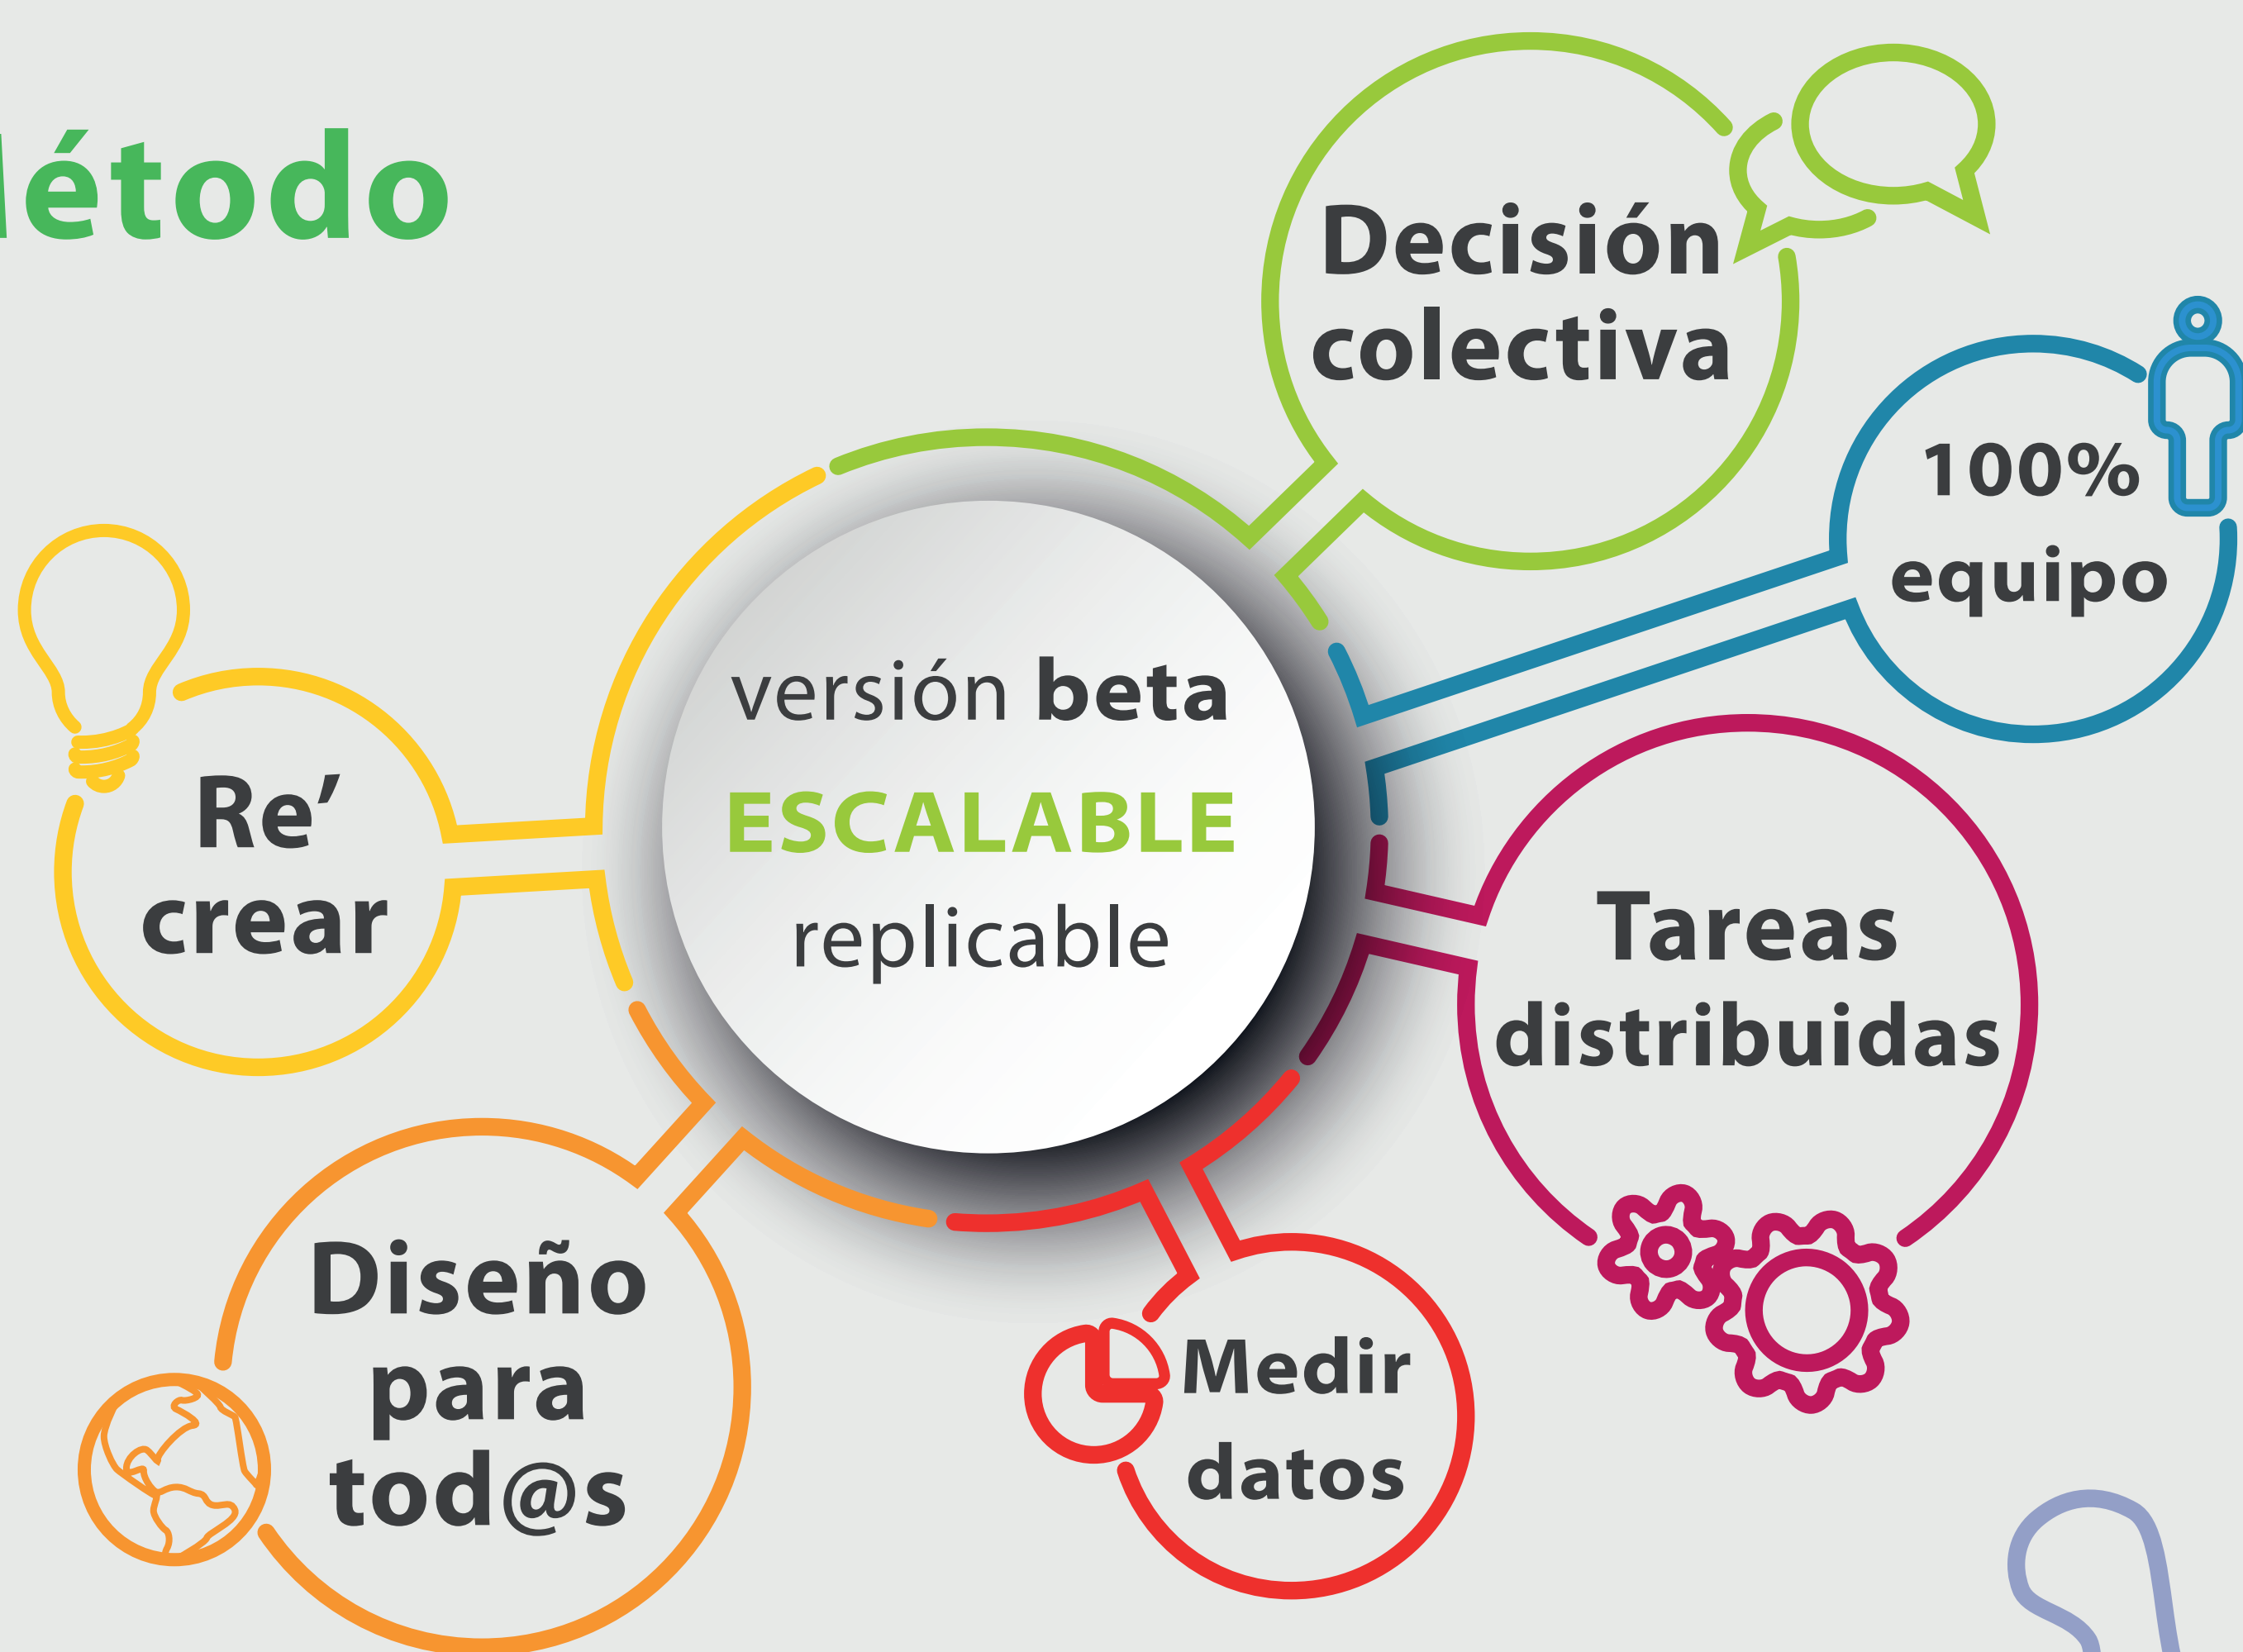 étodo
Decisión
colectiva
100%
equipo
versión beta
ESCALABLE
replicable
Re’
crear
Tareas
distribuidas
Diseño
para
tod@s
Medir
datos